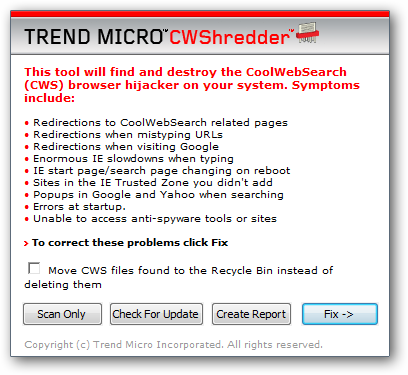 TREND MICRO™ CWShredder™
This tool will find and destroy the CoolWebSearch
(CWS) browser hijacker on your system. Symptoms
include:
• Redirections to CoolWebSearch related pages
• Redirections when mistyping URLs
• Redirections when visiting Google
• Enormous IE slowdowns when typing
• IE start page/search page changing on reboot
• Sites in the IE Trusted Zone you didn't add
• Popups in Google and Yahoo when searching
• Errors at startup.
• Unable to access anti-spyware tools or sites
› To correct these problems click Fix
Move CWS files found to the Recycle Bin instead of
deleting them
Scan Only Check For Update Create Report Fix ->
Copyright (c) Trend Micro Incorporated. All rights reserved.